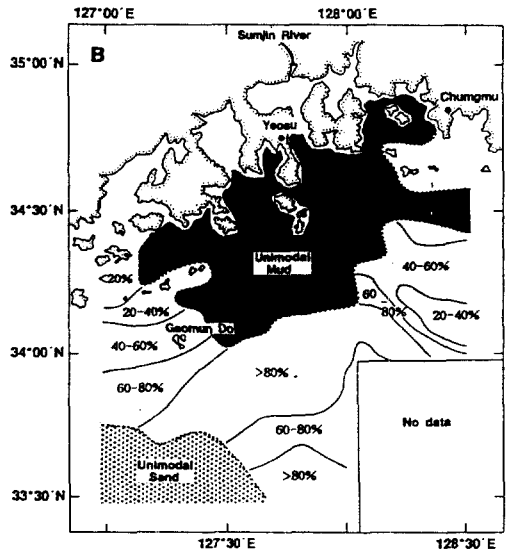 127°00'E
128°00'E
Sumjin River
B
35°00'N
Chumgmu
Yeosu
34°30'N
Unimodal
Mud
<20%
40-60%
60-
80%
20-40%
20-40%
Geomun Do
40-60%
34°00'N
60-80%
>80%
No data
60-80%
Unimodal
Sand
>80%
33°30'N
127°30'E
128°30'E